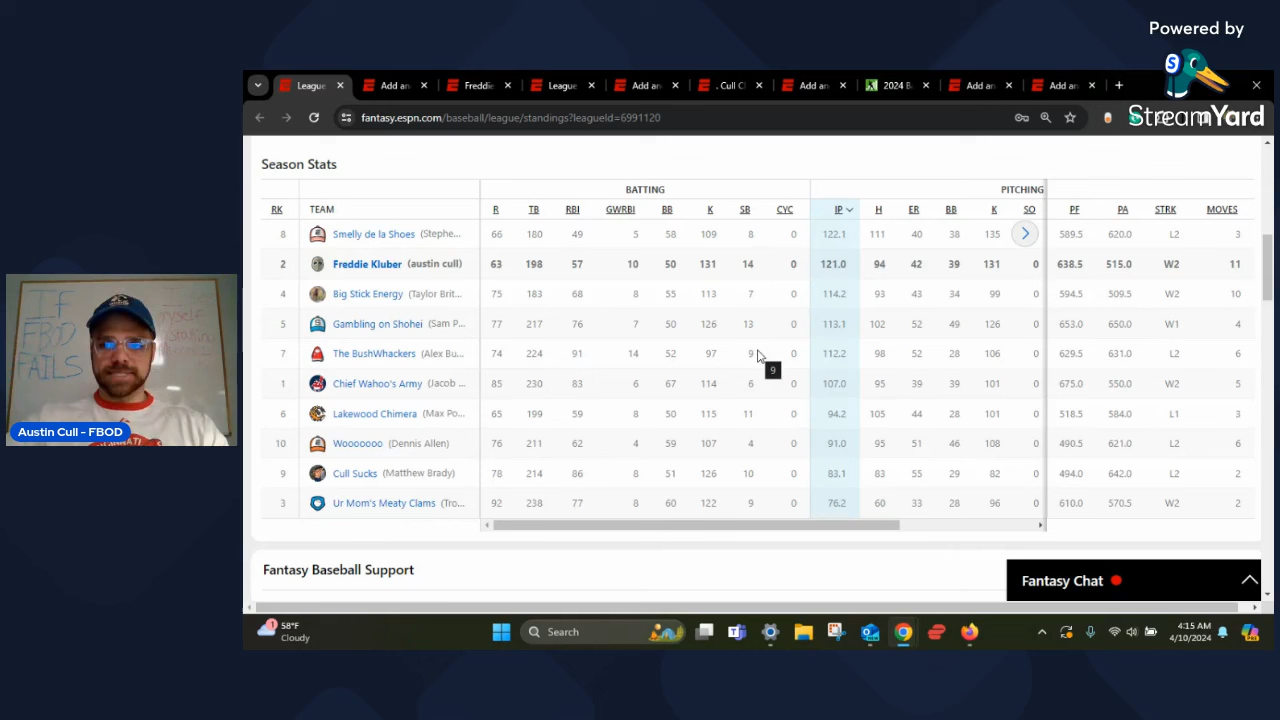 Powered by
StreamYard
League
Add an
Freddie
League
Add an
. Cull C
Add an
2024 B
Add an
Add an
fantasy.espn.com/baseball/league/standings?leagueId=6991120
Season Stats
BATTING PITCHING
RK TEAM R TB RBI GWRBI BB K SB CYC IP H ER BB K SO PF PA STRK MOVES
8 Smelly de la Shoes (Stephe... 66 180 49 5 58 109 8 0 122.1 111 40 38 135 589.5 620.0 L2 3
2 Freddie Kluber (austin cull) 63 198 57 10 50 131 14 0 121.0 94 42 39 131 0 638.5 515.0 W2 11
4 Big Stick Energy (Taylor Brit... 75 183 68 8 55 113 7 0 114.2 93 43 34 99 0 594.5 509.5 W2 10
5 Gambling on Shohei (Sam P... 77 217 76 7 50 126 13 0 113.1 102 52 49 126 0 653.0 650.0 W1 4
7 The BushWhackers (Alex Bu... 74 224 91 14 52 97 9 0 112.2 98 52 28 106 0 629.5 631.0 L2 6
9
1 Chief Wahoo's Army (Jacob ... 85 230 83 6 67 114 6 0 107.0 95 39 39 101 0 675.0 550.0 W2 5
6 Lakewood Chimera (Max Po... 65 199 59 8 50 115 11 0 94.2 105 44 28 101 0 518.5 584.0 L1 3
10 Wooooooo (Dennis Allen) 76 211 62 4 59 107 4 0 91.0 95 51 46 108 0 490.5 621.0 L2 6
9 Cull Sucks (Matthew Brady) 78 214 86 8 51 126 10 0 83.1 83 55 29 82 0 494.0 642.0 L2 2
3 Ur Mom's Meaty Clams (Tro... 92 238 77 8 60 122 9 0 76.2 60 33 28 96 0 610.0 570.5 W2 2
Fantasy Baseball Support
Fantasy Chat
If
FBOD
FAILS
myself
Austin Cull – FBOD
1
58°F
Cloudy
Search
4:15 AM
4/10/2024